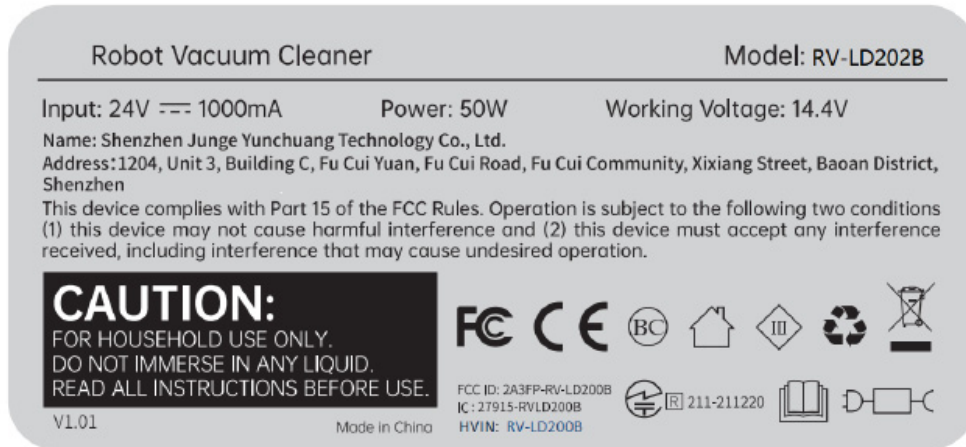 Robot Vacuum Cleaner Model: RV-LD202B
Input: 24V ⎓ 1000mA Power: 50W Working Voltage: 14.4V
Name: Shenzhen Junge Yunchuang Technology Co., Ltd.
Address:1204, Unit 3, Building C, Fu Cui Yuan, Fu Cui Road, Fu Cui Community, Xixiang Street, Baoan District,
Shenzhen
This device complies with Part 15 of the FCC Rules. Operation is subject to the following two conditions
(1) this device may not cause harmful interference and (2) this device must accept any interference
received, including interference that may cause undesired operation.
CAUTION:
FOR HOUSEHOLD USE ONLY.
DO NOT IMMERSE IN ANY LIQUID.
READ ALL INSTRUCTIONS BEFORE USE.
FC CE BC III
FCC ID: 2A3FP-RV-LD200B
IC : 27915-RVLD200B
HVIN: RV-LD200B
R 211-211220
V1.01 Made in China